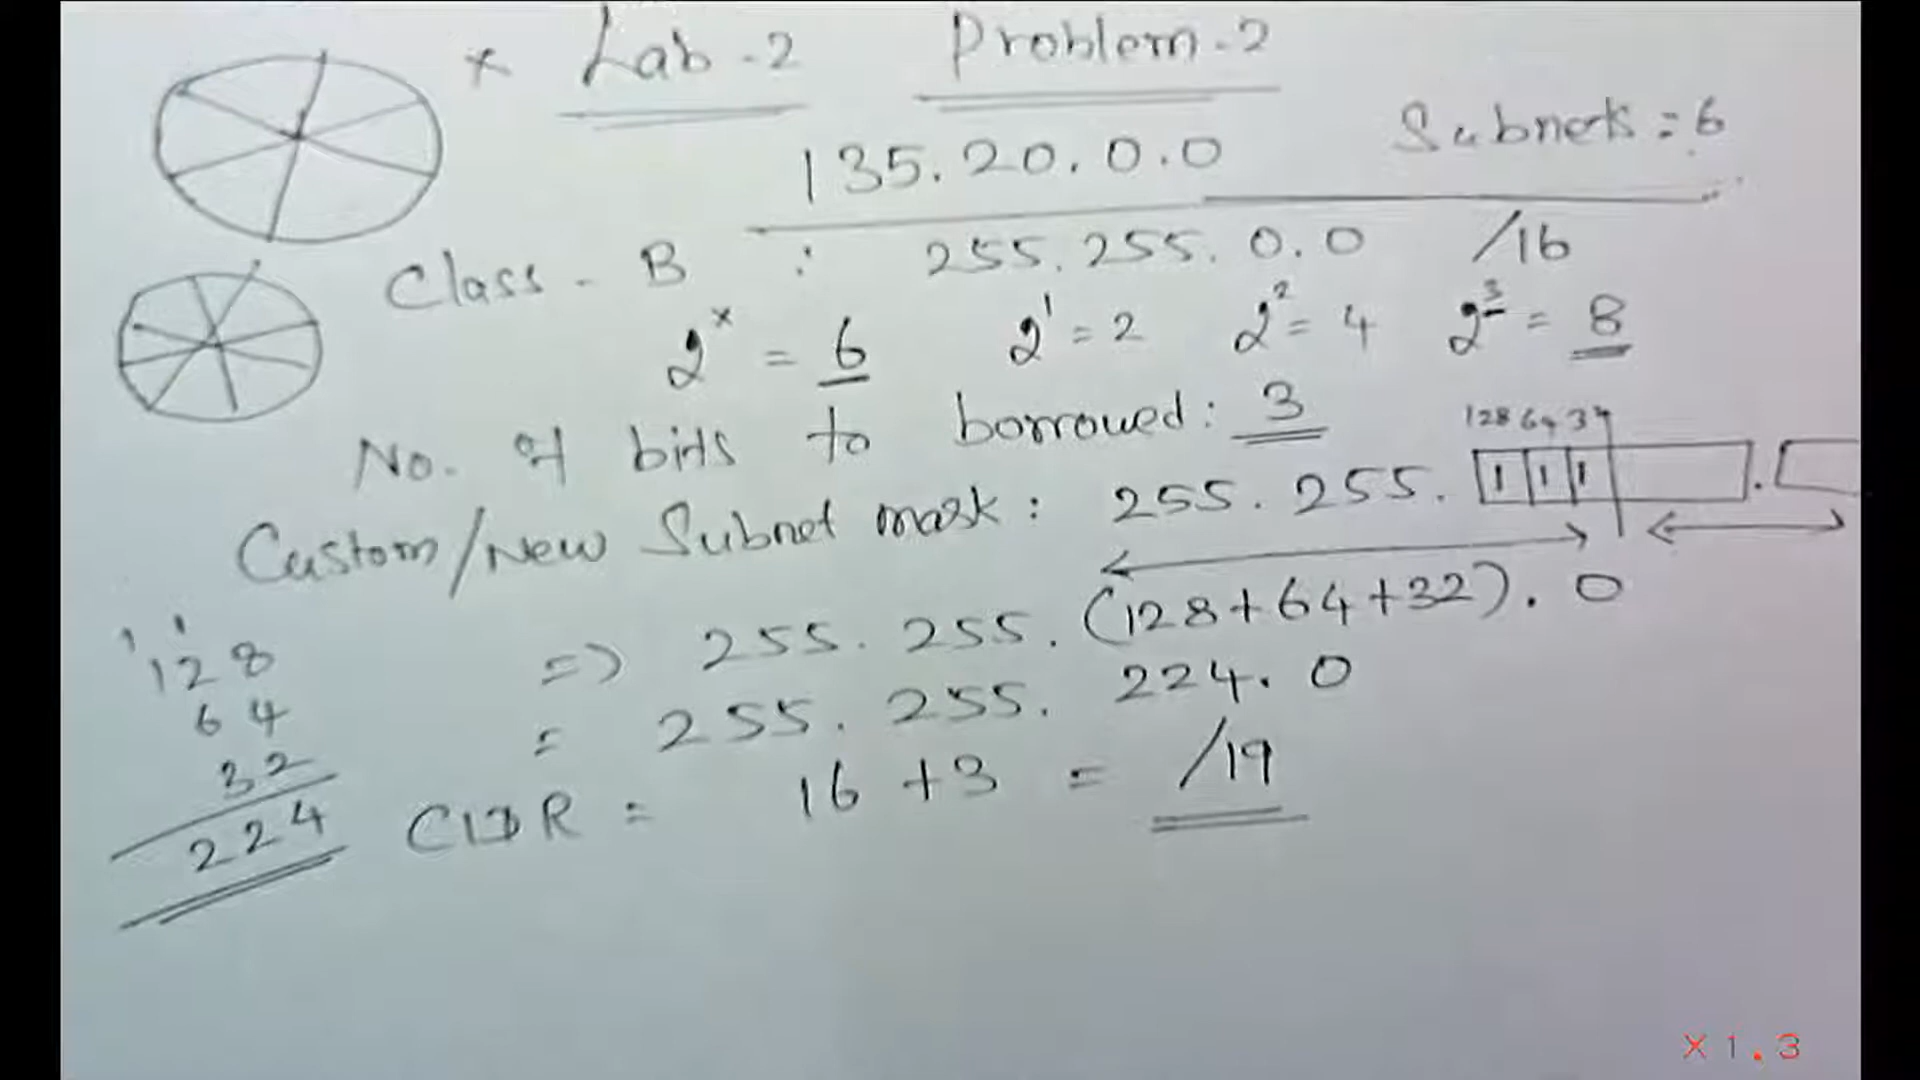 * Lab-2 Problem-2
135.20.0.0 Subnets = 6
Class - B : 255.255.0.0 /16
2^x = 6 2^1 = 2 2^2 = 4 2^3 = 8
No. of bits to borrowed: 3
128 64 32
Custom/New Subnet mask: 255.255. 1 1 1 .
=> 255.255.(128+64+32).0
= 255.255.224.0
CIDR = 16+3 = /19
1 1
128
64
32
224
X1.3